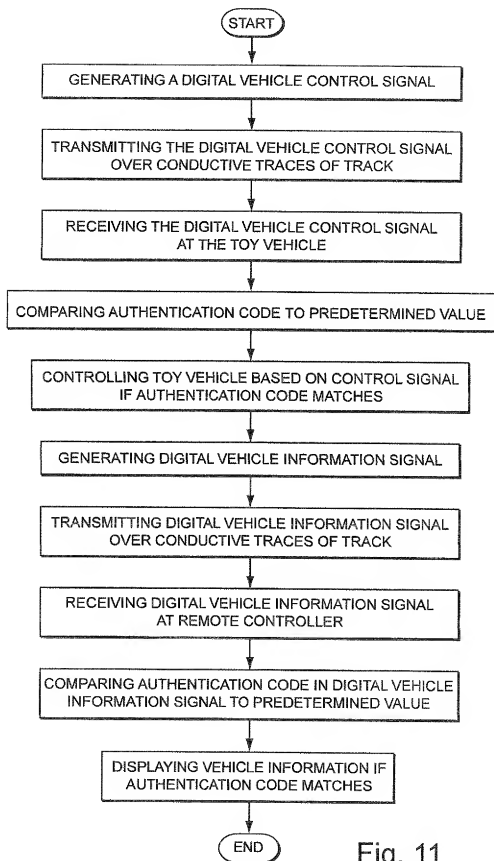 START
GENERATING A DIGITAL VEHICLE CONTROL SIGNAL
TRANSMITTING THE DIGITAL VEHICLE CONTROL SIGNAL
OVER CONDUCTIVE TRACES OF TRACK
RECEIVING THE DIGITAL VEHICLE CONTROL SIGNAL
AT THE TOY VEHICLE
COMPARING AUTHENTICATION CODE TO PREDETERMINED VALUE
CONTROLLING TOY VEHICLE BASED ON CONTROL SIGNAL
IF AUTHENTICATION CODE MATCHES
GENERATING DIGITAL VEHICLE INFORMATION SIGNAL
TRANSMITTING DIGITAL VEHICLE INFORMATION SIGNAL
OVER CONDUCTIVE TRACES OF TRACK
RECEIVING DIGITAL VEHICLE INFORMATION SIGNAL
AT REMOTE CONTROLLER
COMPARING AUTHENTICATION CODE IN DIGITAL VEHICLE
INFORMATION SIGNAL TO PREDETERMINED VALUE
DISPLAYING VEHICLE INFORMATION IF
AUTHENTICATION CODE MATCHES
END
Fig. 11